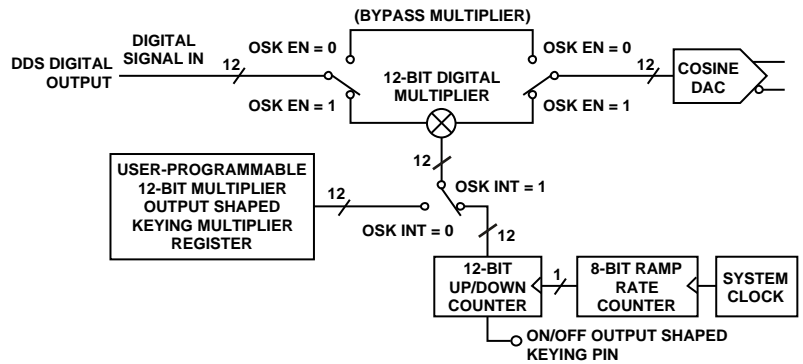 (BYPASS MULTIPLIER)
DDS DIGITAL
OUTPUT
DIGITAL
SIGNAL IN
12
OSK EN = 0
OSK EN = 1
12-BIT DIGITAL
MULTIPLIER
OSK EN = 0
OSK EN = 1
12
COSINE
DAC
12
USER-PROGRAMMABLE
12-BIT MULTIPLIER
OUTPUT SHAPED
KEYING MULTIPLIER
REGISTER
12
OSK INT = 1
OSK INT = 0
12
12-BIT
UP/DOWN
COUNTER
1
8-BIT RAMP
RATE
COUNTER
SYSTEM
CLOCK
ON/OFF OUTPUT SHAPED
KEYING PIN